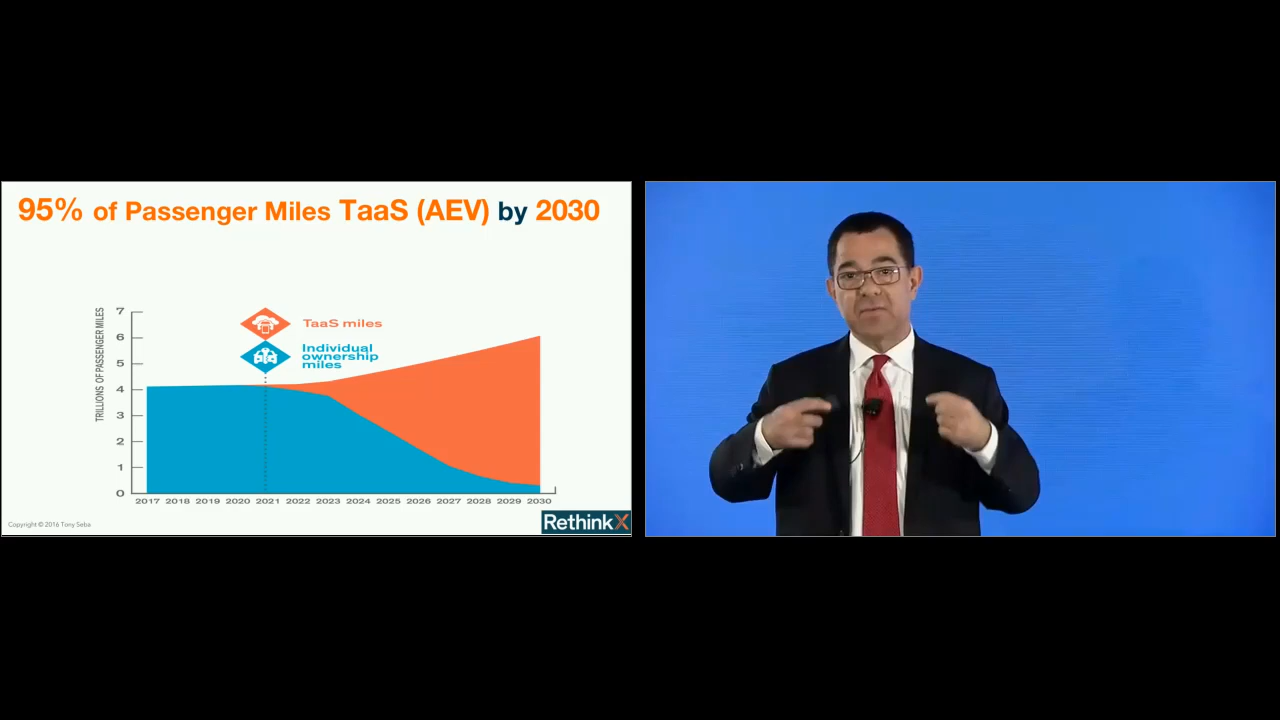 95% of Passenger Miles TaaS (AEV) by 2030
TRILLIONS OF PASSENGER MILES
7
6
5
4
3
2
1
0
TaaS miles
Individual
ownership
miles
2017 2018 2019 2020 2021 2022 2023 2024 2025 2026 2027 2028 2029 2030
Copyright © 2016 Tony Seba
RethinkX